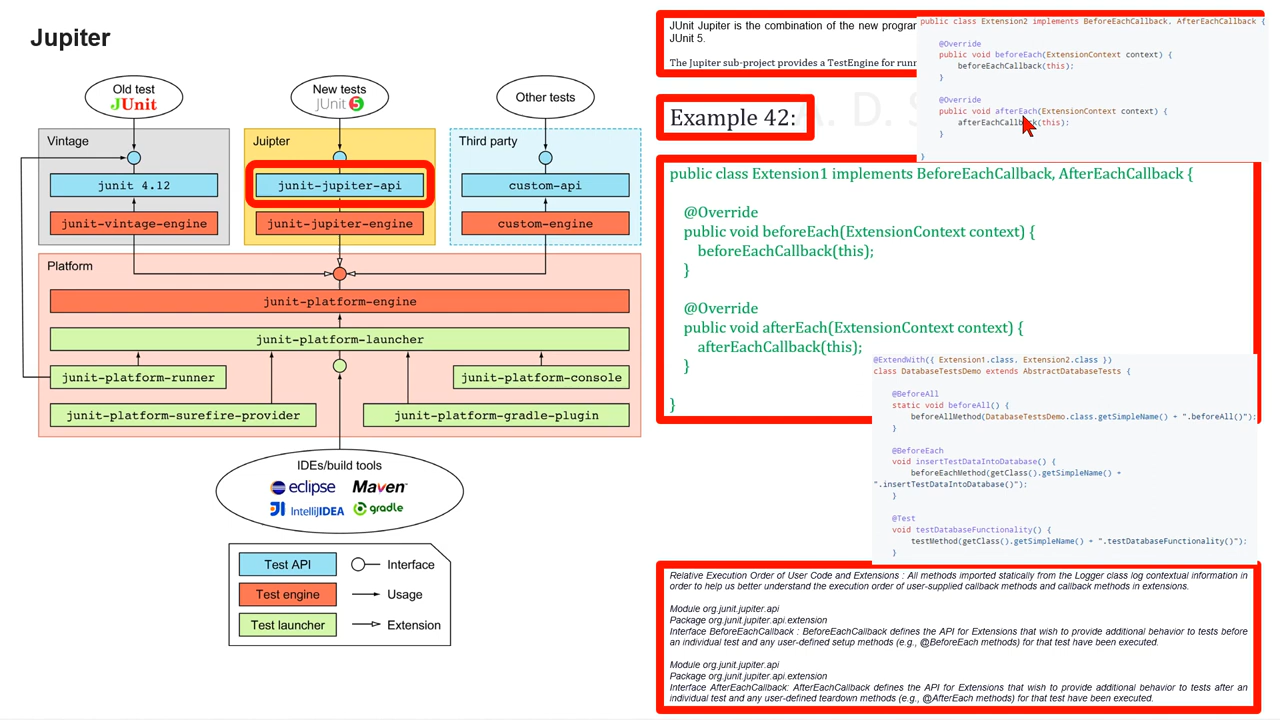 Jupiter
Old test
JUnit
New tests
JUnit 5
Other tests
Vintage
Juipter
Third party
junit 4.12
junit-jupiter-api
custom-api
junit-vintage-engine
junit-jupiter-engine
custom-engine
Platform
junit-platform-engine
junit-platform-launcher
junit-platform-runner
junit-platform-console
junit-platform-surefire-provider
junit-platform-gradle-plugin
IDEs/build tools
eclipse
Maven
IntelliJIDEA
gradle
Test API
Interface
Test engine
Usage
Test launcher
Extension
JUnit Jupiter is the combination of the new
JUnit 5.
The Jupiter sub-project provides a TestEngine for
public class Extension2 implements BeforeEachCallback, AfterEachCallback {
@Override
public void beforeEach(ExtensionContext context) {
beforeEachCallback(this);
}
@Override
public void afterEach(ExtensionContext context) {
afterEachCallback(this);
}
}
Example 42:
public class Extension1 implements BeforeEachCallback, AfterEachCallback {
@Override
public void beforeEach(ExtensionContext context) {
beforeEachCallback(this);
}
@Override
public void afterEach(ExtensionContext context) {
afterEachCallback(this);
}
}
@ExtendWith({ Extension1.class, Extension2.class })
class DatabaseTestsDemo extends AbstractDatabaseTests {
@BeforeAll
static void beforeAll() {
beforeAllMethod(DatabaseTestsDemo.class.getSimpleName() + ".beforeAll()");
}
@BeforeEach
void insertTestDataIntoDatabase() {
beforeEachMethod(getClass().getSimpleName() +
".insertTestDataIntoDatabase()");
}
@Test
void testDatabaseFunctionality() {
testMethod(getClass().getSimpleName() + ".testDatabaseFunctionality()");
}
Relative Execution Order of User Code and Extensions : All methods imported statically from the Logger class log contextual information in
order to help us better understand the execution order of user-supplied callback methods and callback methods in extensions.
Module org.junit.jupiter.api
Package org.junit.jupiter.api.extension
Interface BeforeEachCallback : BeforeEachCallback defines the API for Extensions that wish to provide additional behavior to tests before
an individual test and any user-defined setup methods (e.g., @BeforeEach methods) for that test have been executed.
Module org.junit.jupiter.api
Package org.junit.jupiter.api.extension
Interface AfterEachCallback: AfterEachCallback defines the API for Extensions that wish to provide additional behavior to tests after an
individual test and any user-defined teardown methods (e.g., @AfterEach methods) for that test have been executed.